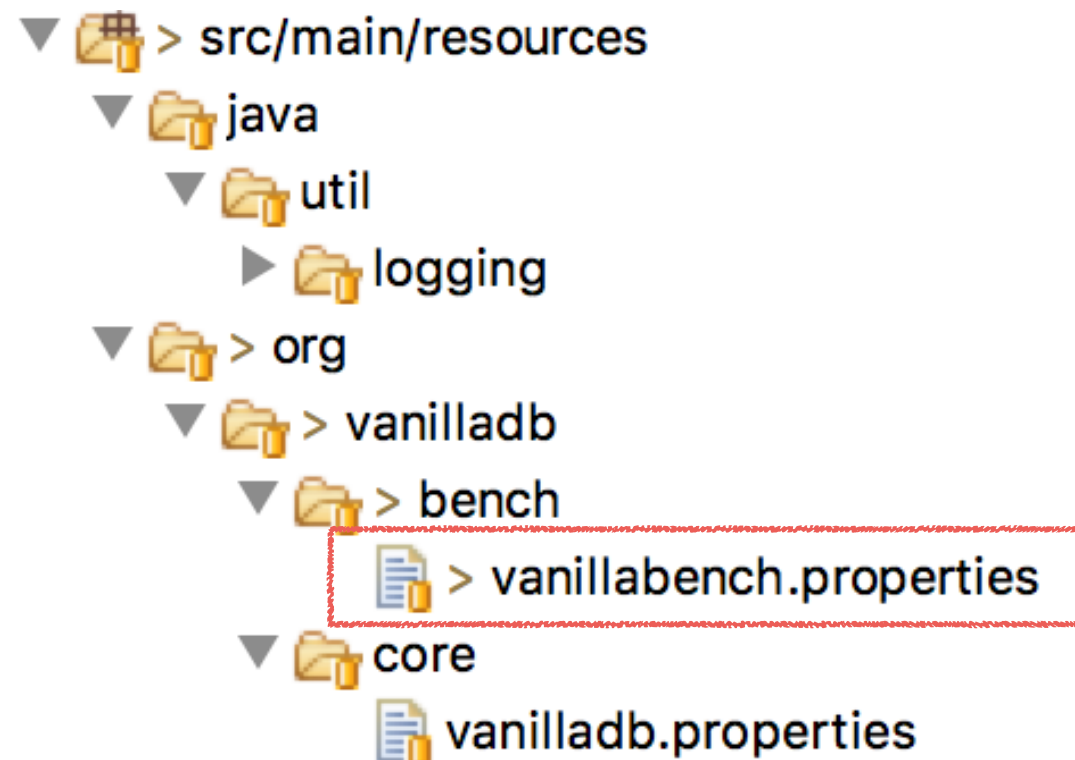 > src/main/resources
java
util
logging
> org
> vanilladb
> bench
> vanillabench.properties
core
vanilladb.properties